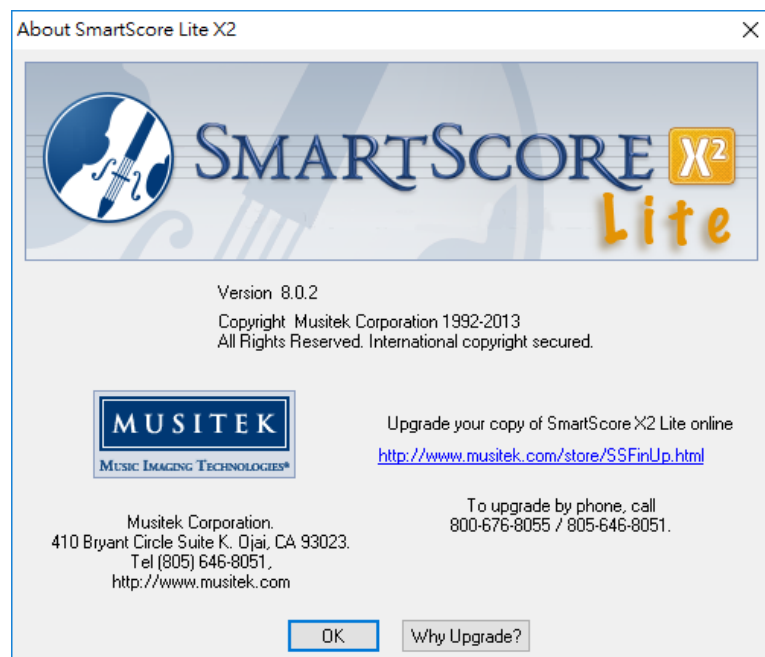 About SmartScore Lite X2
SMARTSCORE X2
Lite
Version 8.0.2
Copyright Musitek Corporation 1992-2013
All Rights Reserved. International copyright secured.
MUSITEK
MUSIC IMAGING TECHNOLOGIES®
Upgrade your copy of SmartScore X2 Lite online
http://www.musitek.com/store/SSFinUp.html
To upgrade by phone, call
800-676-8055 / 805-646-8051.
Musitek Corporation.
410 Bryant Circle Suite K. Ojai, CA 93023.
Tel (805) 646-8051,
http://www.musitek.com
OK
Why Upgrade?